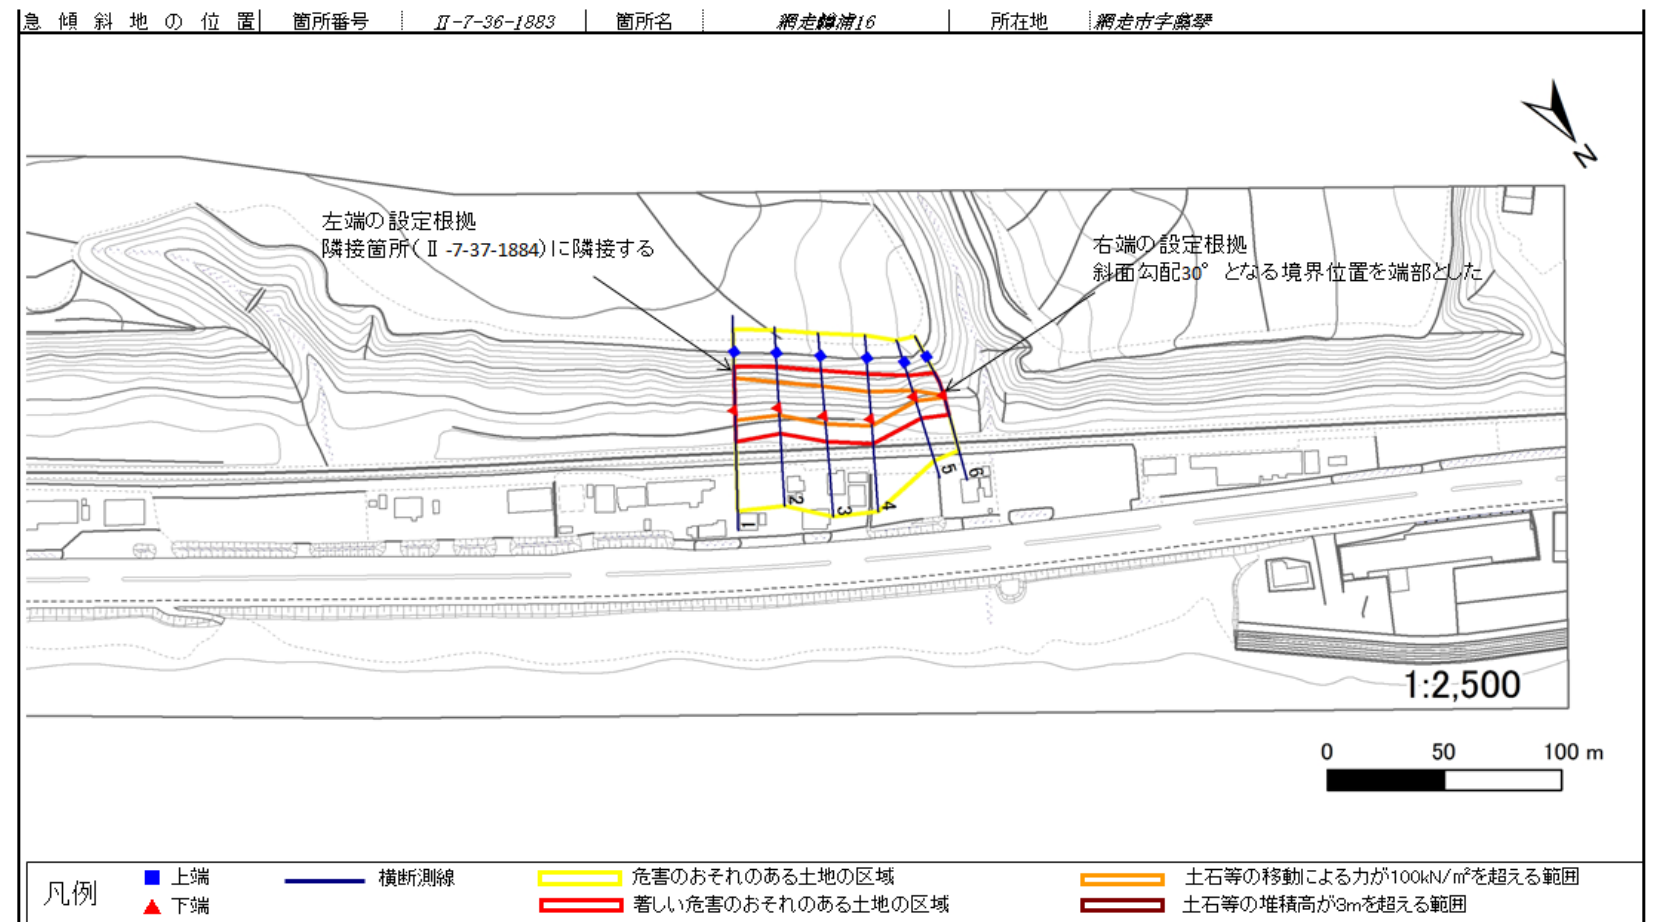 急傾斜地の位置 箇所番号 Ⅱ-7-36-1883 箇所名 網走鱒浦16 所在地 網走市字藻琴
N
左端の設定根拠
隣接箇所(Ⅱ-7-37-1884)に隣接する
右端の設定根拠
斜面勾配30°となる境界位置を端部とした
1
2
3
4
5
6
1:2,500
0 50 100 m
凡例
上端 横断測線 危害のおそれのある土地の区域 土石等の移動による力が100kN/㎡を超える範囲
下端 著しい危害のおそれのある土地の区域 土石等の堆積高が3mを超える範囲